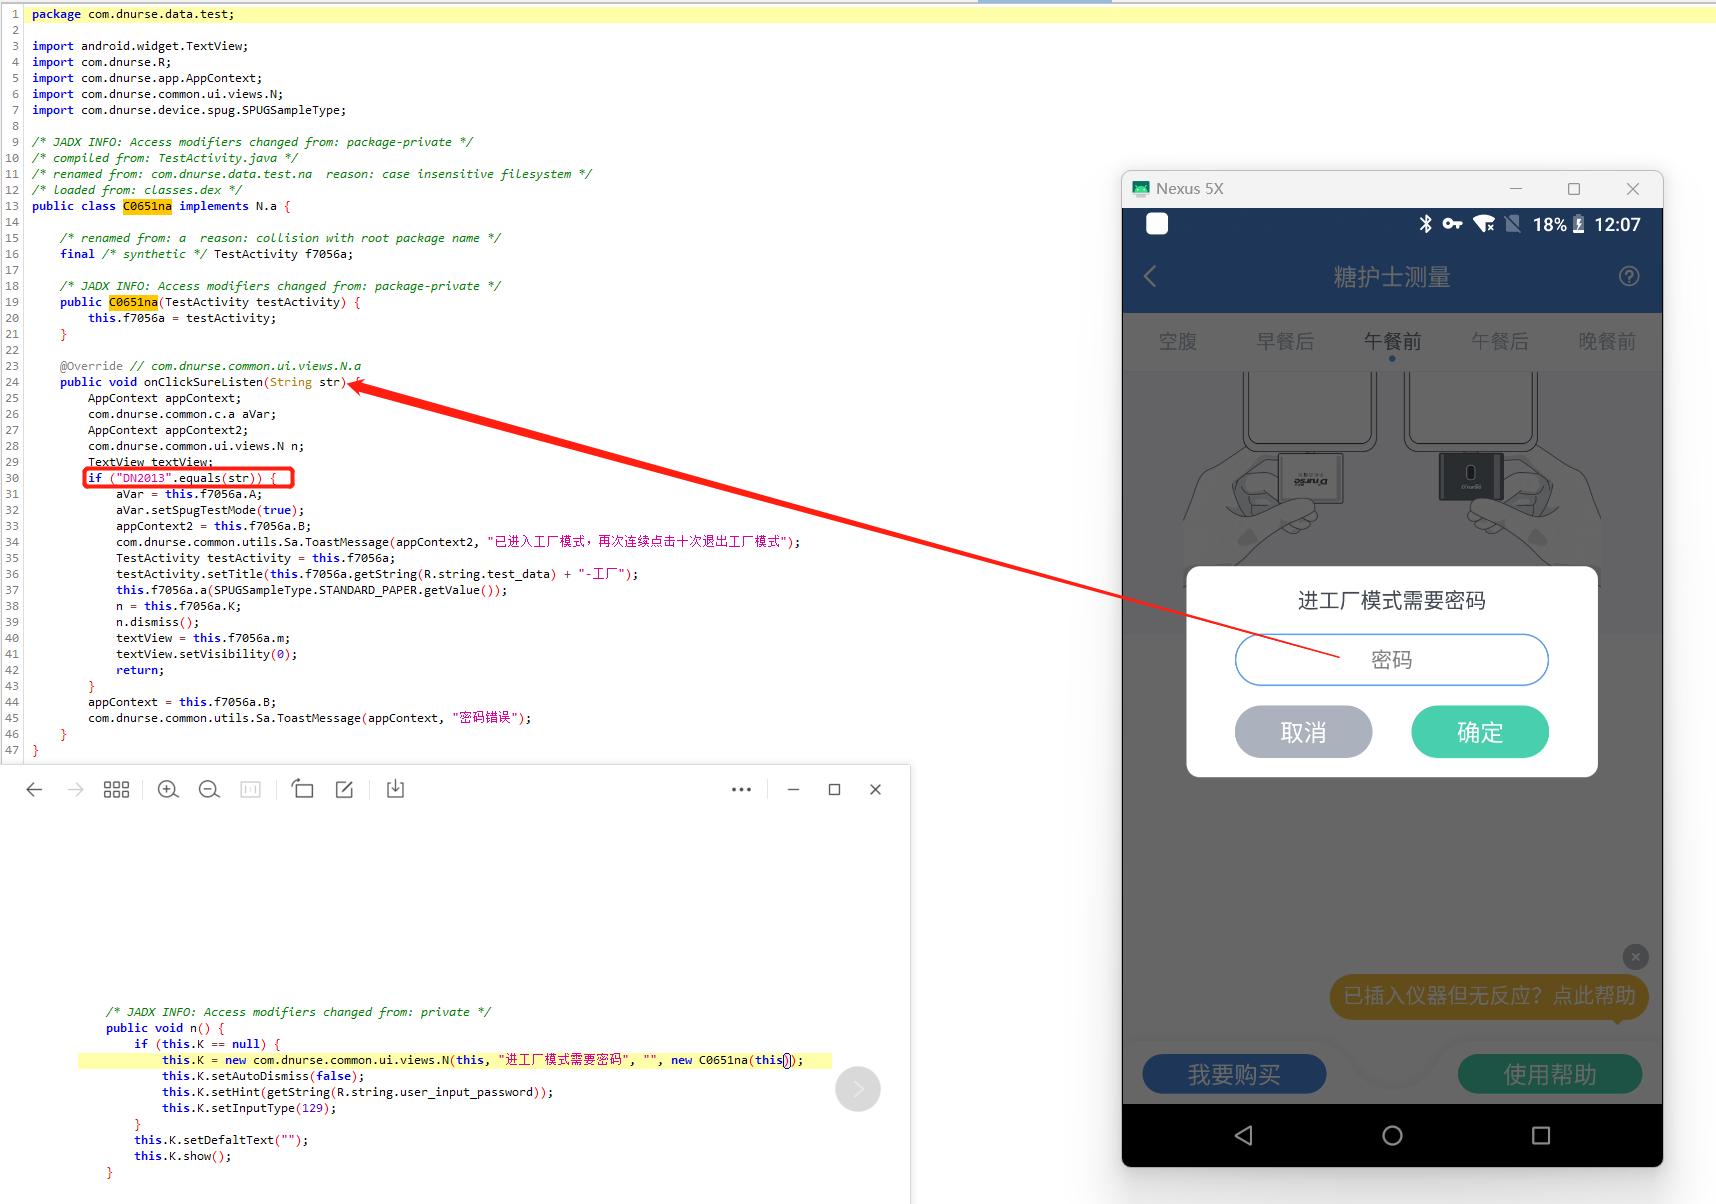 1 package com.dnurse.data.test;
2
3 import android.widget.TextView;
4 import com.dnurse.R;
5 import com.dnurse.app.AppContext;
6 import com.dnurse.common.ui.views.N;
7 import com.dnurse.device.spug.SPUGSampleType;
8
9 /* JADX INFO: Access modifiers changed from: package-private */
10 /* compiled from: TestActivity.java */
11 /* renamed from: com.dnurse.data.test.na  reason: case insensitive filesystem */
12 /* loaded from: classes.dex */
13 public class C0651na implements N.a {
14
15 /* renamed from: a  reason: collision with root package name */
16 final /* synthetic */ TestActivity f7056a;
17
18 /* JADX INFO: Access modifiers changed from: package-private */
19 public C0651na(TestActivity testActivity) {
20 this.f7056a = testActivity;
21 }
22
23 @Override // com.dnurse.common.ui.views.N.a
24 public void onClickSureListen(String str) {
25 AppContext appContext;
26 com.dnurse.common.c.a aVar;
27 AppContext appContext2;
28 com.dnurse.common.ui.views.N n;
29 TextView textView;
30 if ("DN2013".equals(str)) {
31 aVar = this.f7056a.A;
32 aVar.setSpugTestMode(true);
33 appContext2 = this.f7056a.B;
34 com.dnurse.common.utils.Sa.ToastMessage(appContext2, "已进入工厂模式，再次连续点击十次退出工厂模式");
35 TestActivity testActivity = this.f7056a;
36 testActivity.setTitle(this.f7056a.getString(R.string.test_data) + "-工厂");
37 this.f7056a.a(SPUGSampleType.STANDARD_PAPER.getValue());
38 n = this.f7056a.K;
39 n.dismiss();
40 textView = this.f7056a.m;
41 textView.setVisibility(0);
42 return;
43 }
44 appContext = this.f7056a.B;
45 com.dnurse.common.utils.Sa.ToastMessage(appContext, "密码错误");
46 }
47 }
/* JADX INFO: Access modifiers changed from: private */
public void n() {
if (this.K == null) {
this.K = new com.dnurse.common.ui.views.N(this, "进工厂模式需要密码", "", new C0651na(this));
this.K.setAutoDismiss(false);
this.K.setHint(getString(R.string.user_input_password));
this.K.setInputType(129);
}
this.K.setDefaltText("");
this.K.show();
}
Nexus 5X
18% 12:07
糖护士测量
空腹 早餐后 午餐前 午餐后 晚餐前
进工厂模式需要密码
密码
取消 确定
已插入仪器但无反应？点此帮助
我要购买 使用帮助